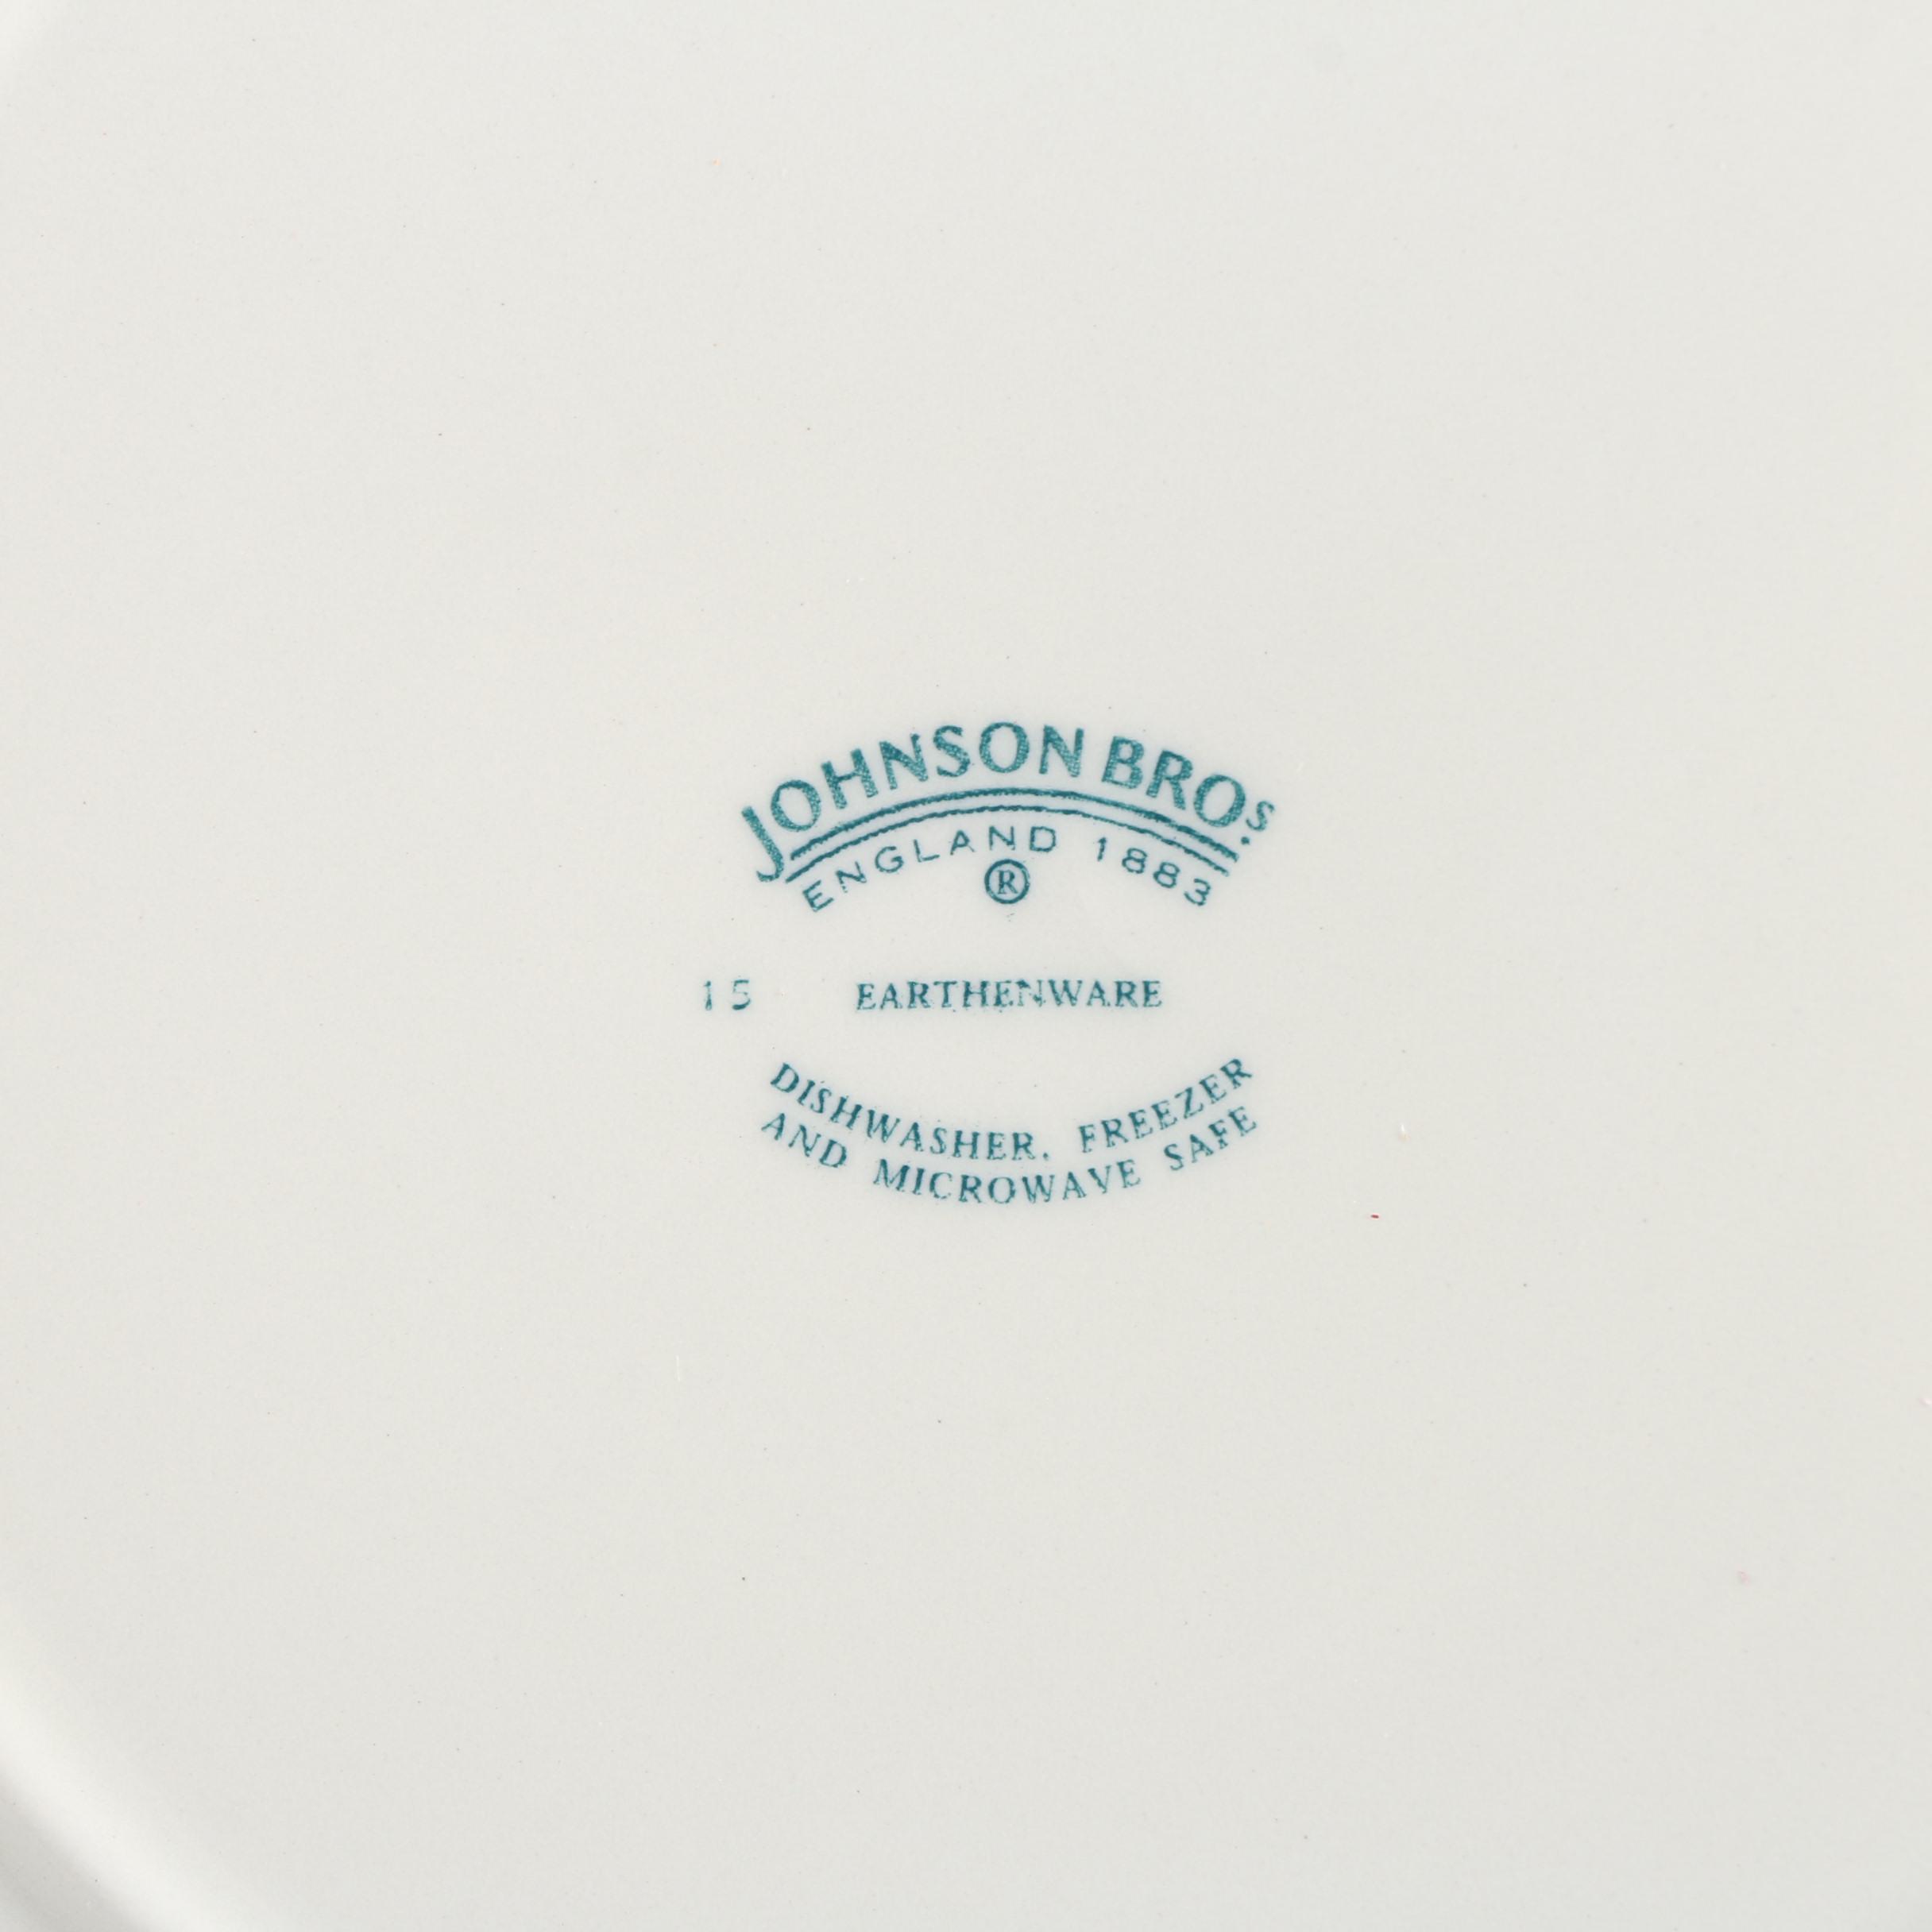 JOHNSON BROS.
ENGLAND 1883
®
15 EARTHENWARE
DISHWASHER, FREEZER
AND MICROWAVE SAFE